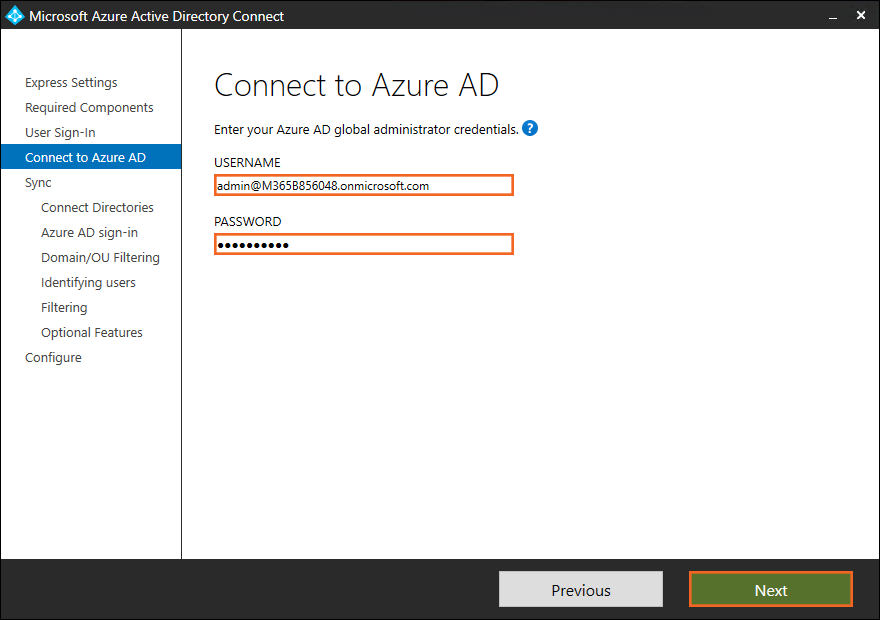 Microsoft Azure Active Directory Connect
Express Settings
Required Components
User Sign-In
Connect to Azure AD
Sync
Connect Directories
Azure AD sign-in
Domain/OU Filtering
Identifying users
Filtering
Optional Features
Configure
Connect to Azure AD
Enter your Azure AD global administrator credentials. ?
USERNAME
admin@M365B856048.onmicrosoft.com
PASSWORD
●●●●●●●●●●
Previous
Next